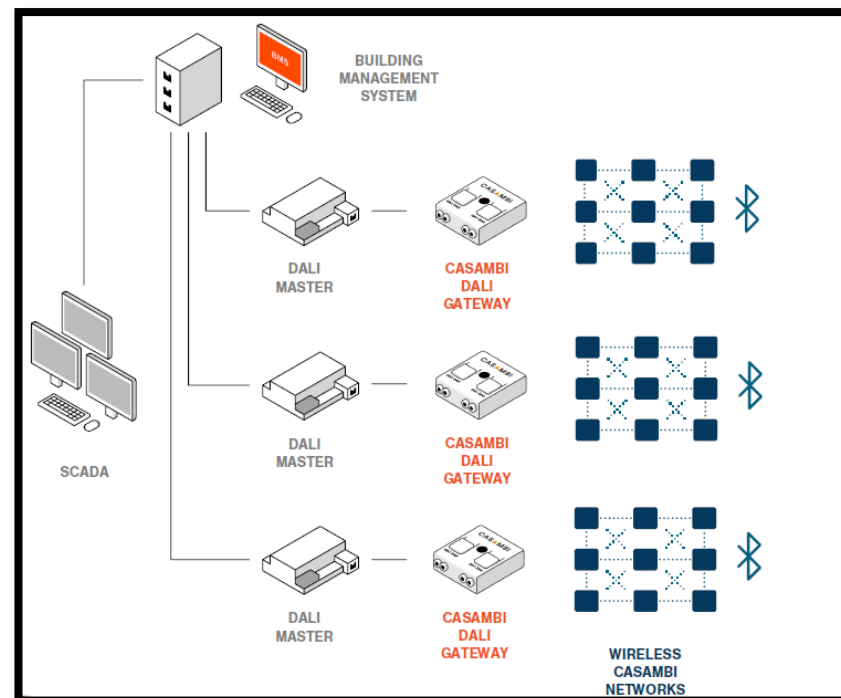 BMS
BUILDING
MANAGEMENT
SYSTEM
CASAMBI
DALI
MASTER
CASAMBI
DALI
GATEWAY
CASAMBI
DALI
MASTER
CASAMBI
DALI
GATEWAY
SCADA
CASAMBI
DALI
MASTER
CASAMBI
DALI
GATEWAY
WIRELESS
CASAMBI
NETWORKS